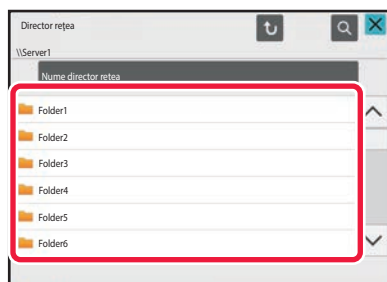 Director rețea
\\Server1
Nume director retea
Folder1
Folder2
Folder3
Folder4
Folder5
Folder6